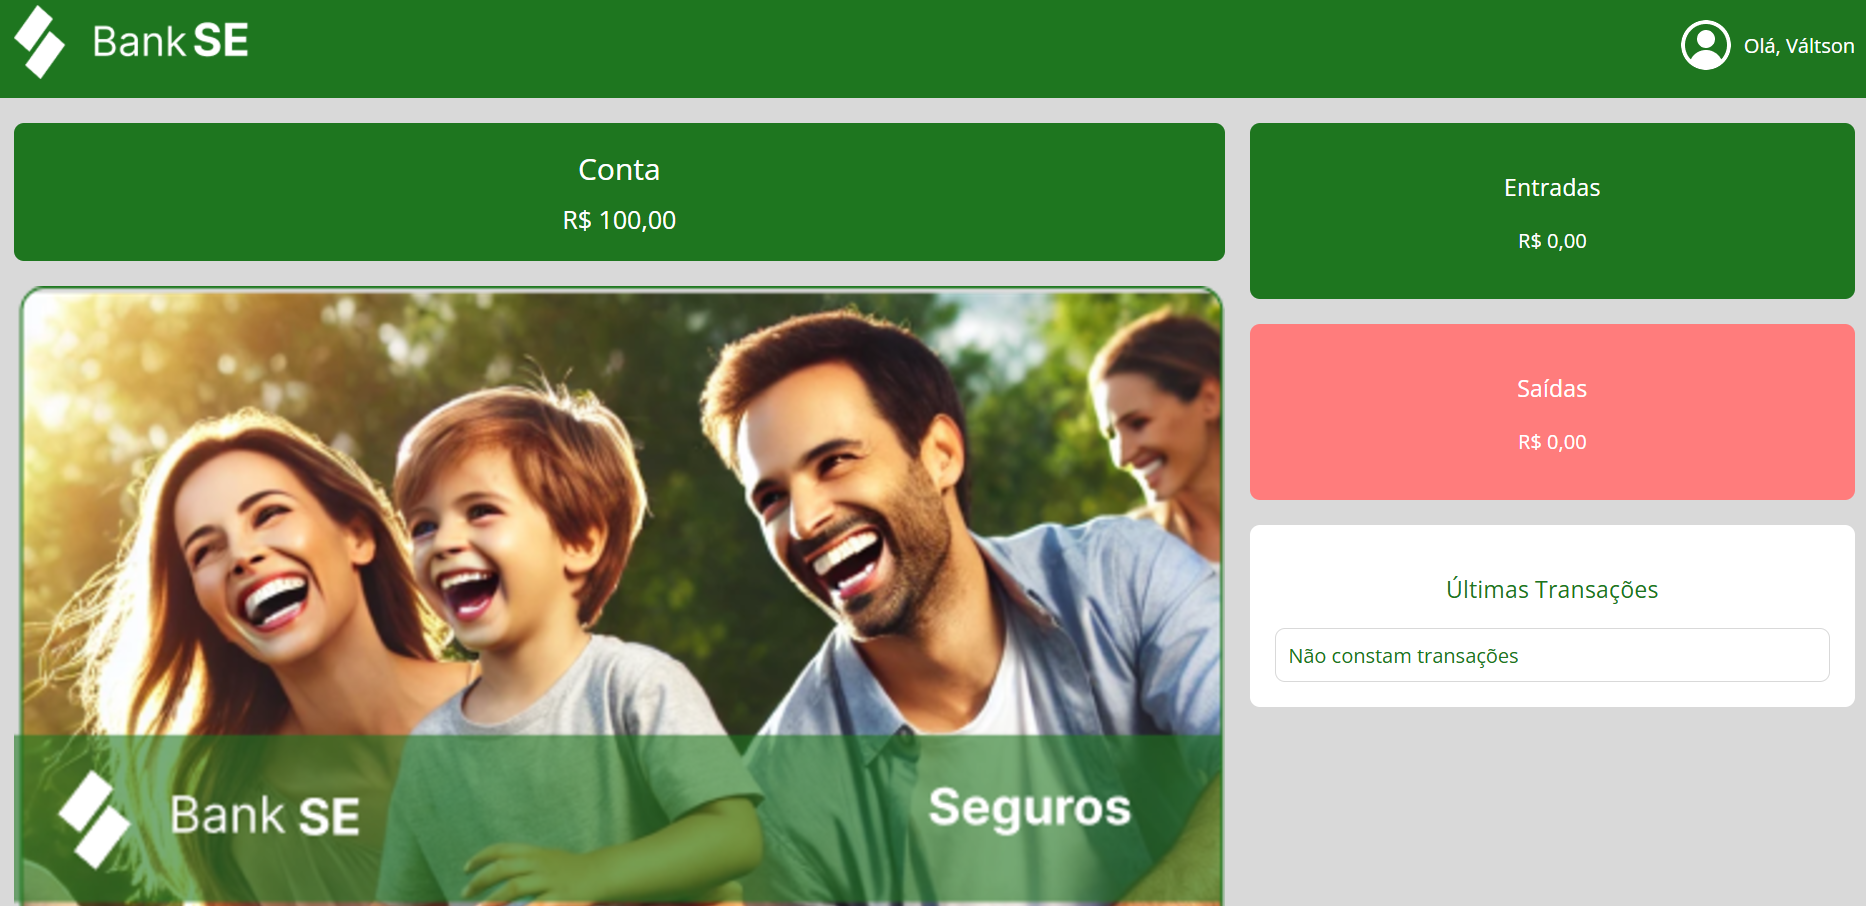 Bank SE
Olá, Váltson
Conta
R$ 100,00
Entradas
R$ 0,00
Saídas
R$ 0,00
Últimas Transações
Não constam transações
Bank SE
Seguros